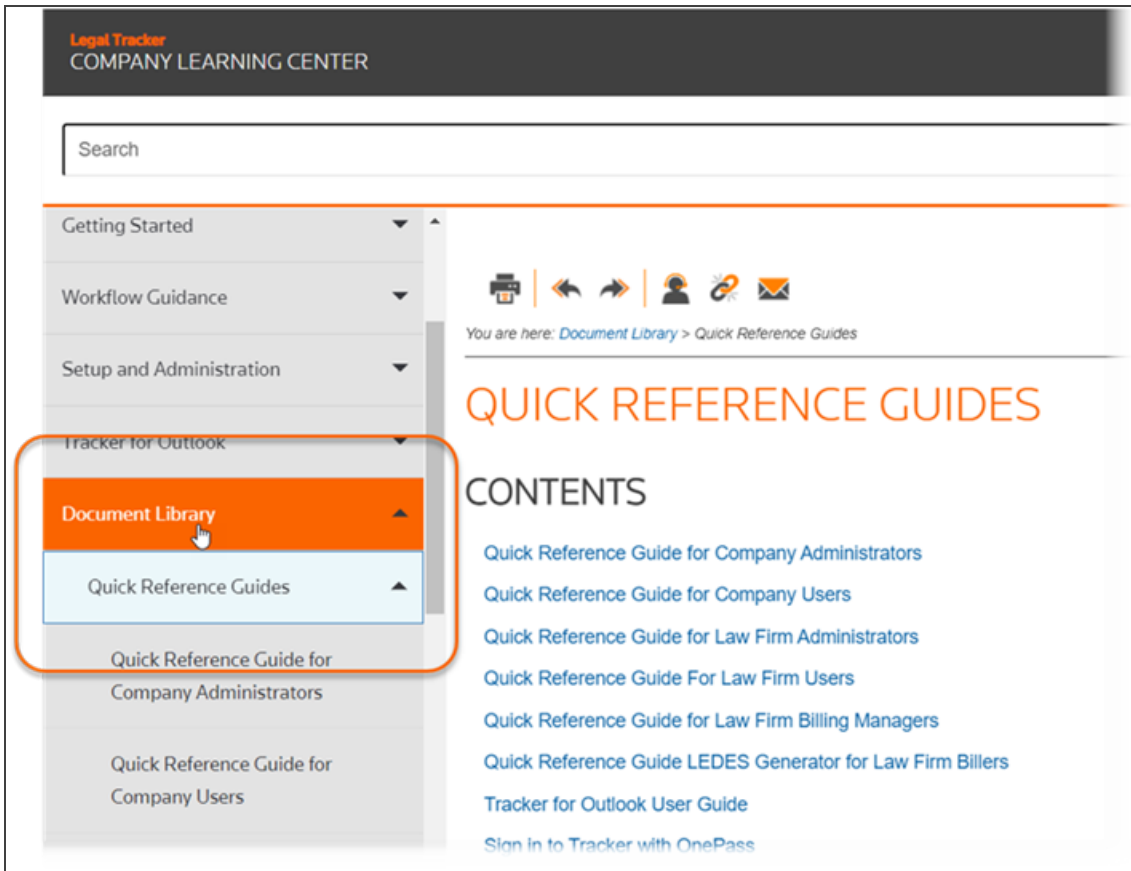 Legal Tracker
COMPANY LEARNING CENTER
Search
Getting Started
Workflow Guidance
Setup and Administration
Tracker for Outlook
Document Library
Quick Reference Guides
Quick Reference Guide for
Company Administrators
Quick Reference Guide for
Company Users
You are here: Document Library > Quick Reference Guides
QUICK REFERENCE GUIDES
CONTENTS
Quick Reference Guide for Company Administrators
Quick Reference Guide for Company Users
Quick Reference Guide for Law Firm Administrators
Quick Reference Guide For Law Firm Users
Quick Reference Guide for Law Firm Billing Managers
Quick Reference Guide LEDES Generator for Law Firm Billers
Tracker for Outlook User Guide
Sign in to Tracker with OnePass